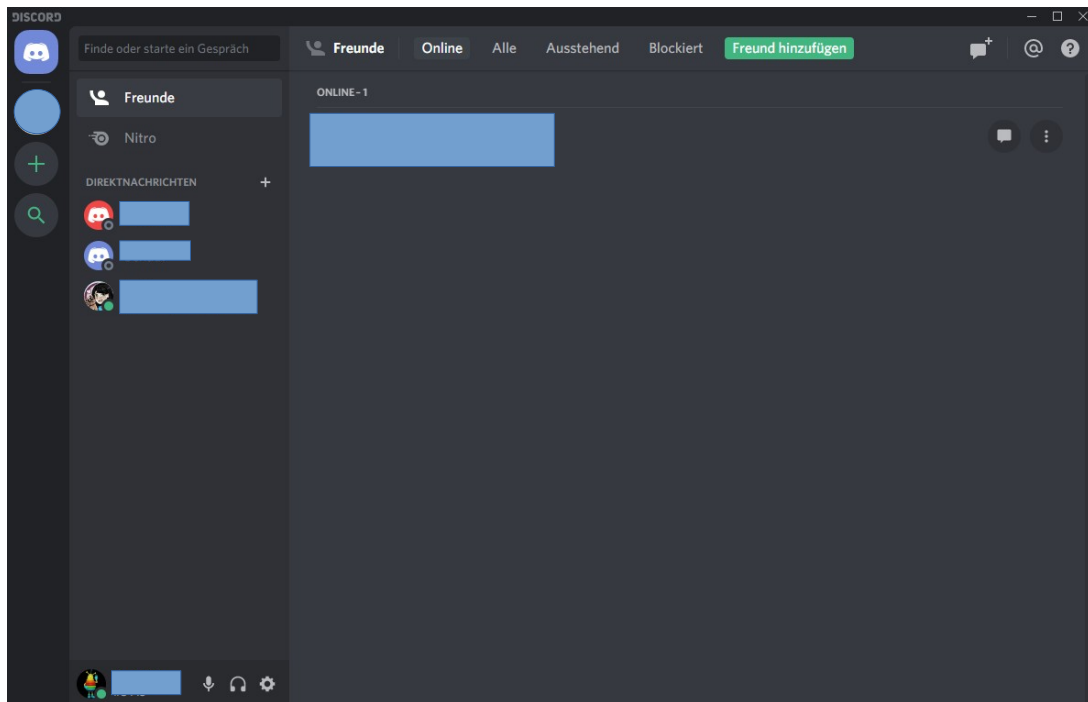 DISCORD
Finde oder starte ein Gespräch
Freunde Online Alle Ausstehend Blockiert Freund hinzufügen
Freunde
Nitro
DIREKTNACHRICHTEN
ONLINE-1